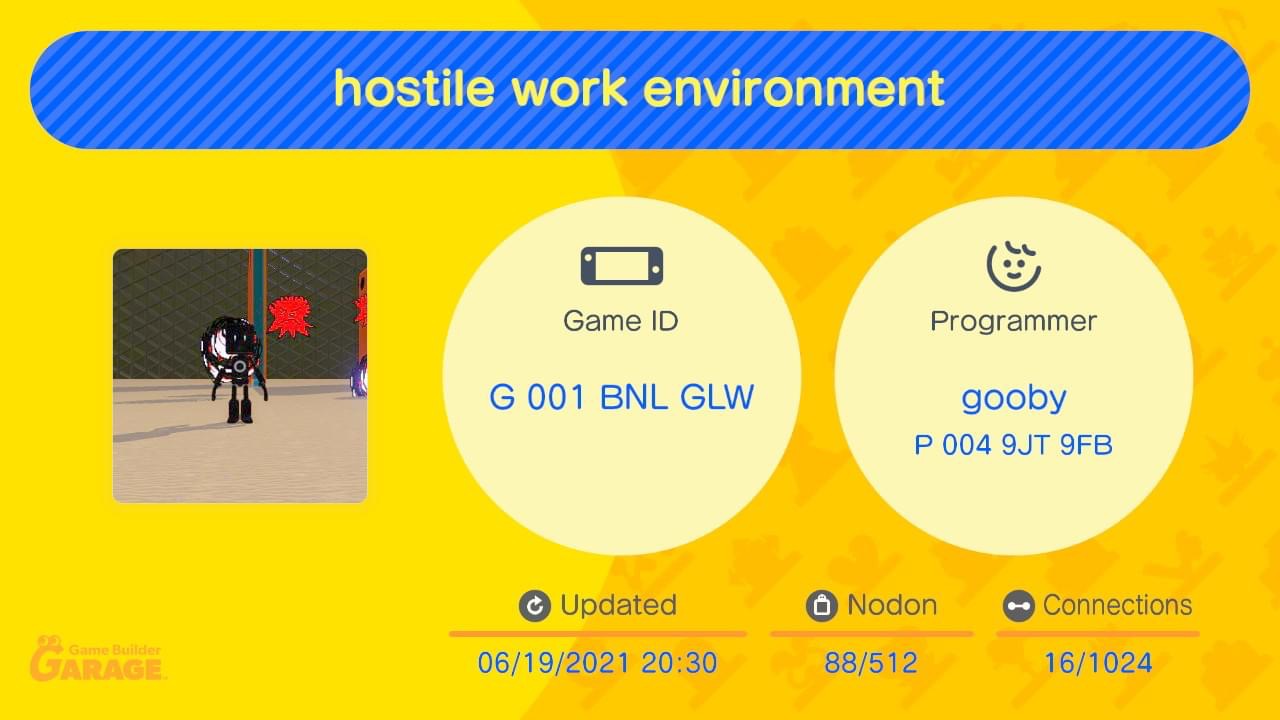 hostile work environment
Game ID
G 001 BNL GLW
Programmer
gooby
P 004 9JT 9FB
Updated
Nodon
Connections
06/19/2021 20:30
88/512
16/1024
Game Builder
GARAGE